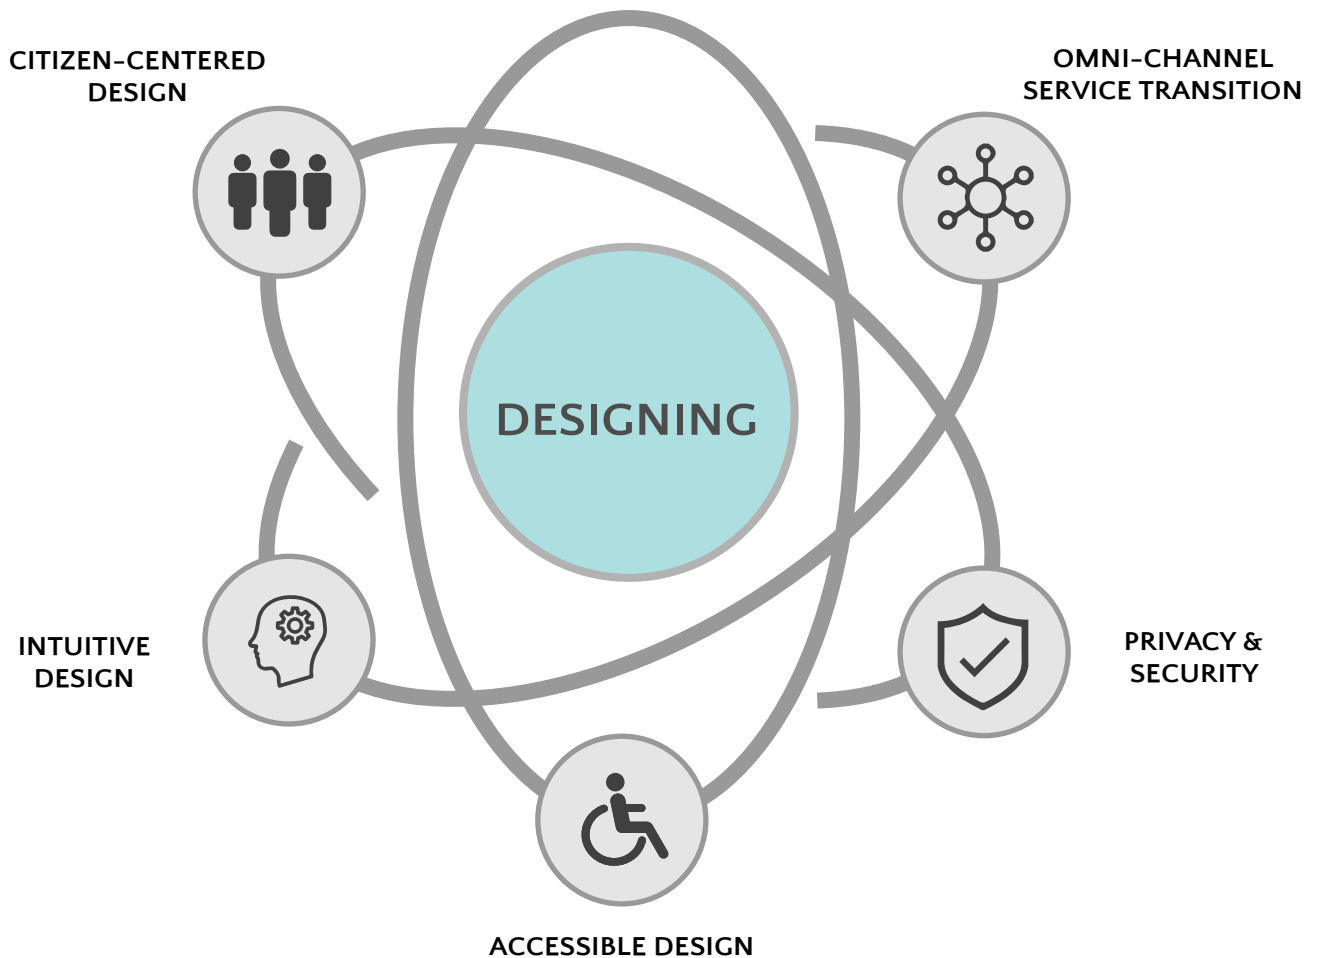 CITIZEN-CENTERED
DESIGN
OMNI-CHANNEL
SERVICE TRANSITION
DESIGNING
INTUITIVE
DESIGN
PRIVACY &
SECURITY
ACCESSIBLE DESIGN